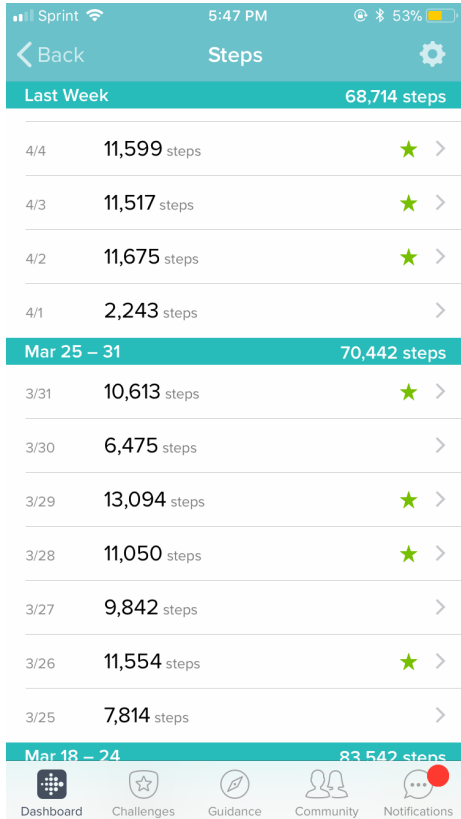 Sprint 5:47 PM 53%
Back Steps
Last Week 68,714 steps
4/4 11,599 steps
4/3 11,517 steps
4/2 11,675 steps
4/1 2,243 steps
Mar 25 – 31 70,442 steps
3/31 10,613 steps
3/30 6,475 steps
3/29 13,094 steps
3/28 11,050 steps
3/27 9,842 steps
3/26 11,554 steps
3/25 7,814 steps
Mar 18 – 24 83,542 steps
Dashboard Challenges Guidance Community Notifications